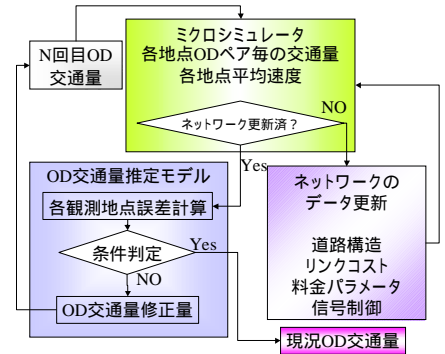 N回目OD
交通量
ミクロシミュレータ
各地点ODペア毎の交通量
各地点平均速度
ネットワーク更新済？
NO
Yes
OD交通量推定モデル
各観測地点誤差計算
条件判定
Yes
NO
OD交通量修正量
ネットワークの
データ更新
道路構造
リンクコスト
料金パラメータ
信号制御
現況OD交通量